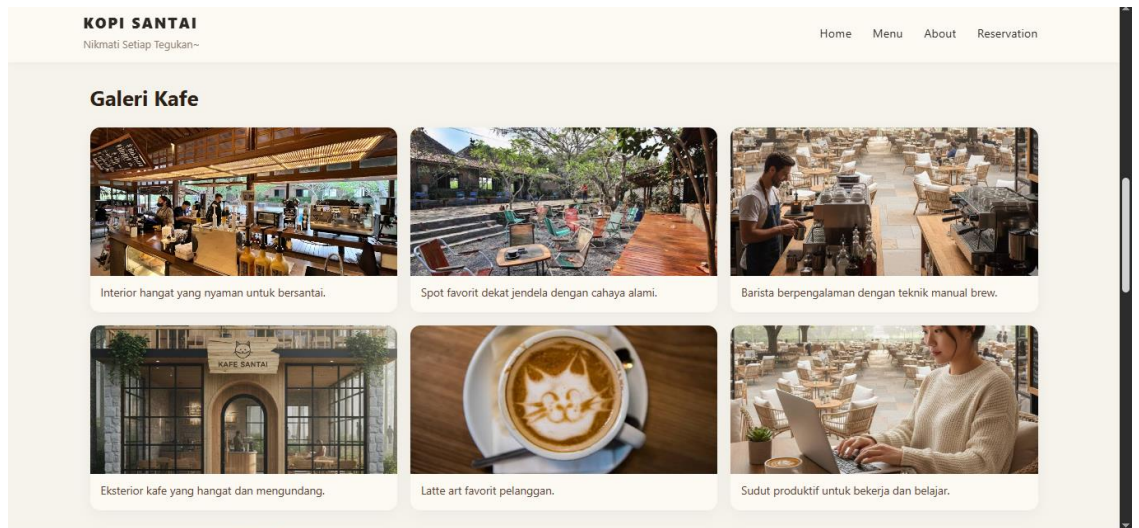 KOPI SANTAI
Nikmati Setiap Tegukan~
Home Menu About Reservation
Galeri Kafe
Interior hangat yang nyaman untuk bersantai.
Spot favorit dekat jendela dengan cahaya alami.
Barista berpengalaman dengan teknik manual brew.
KAFE SANTAI
Eksterior kafe yang hangat dan mengundang.
Latte art favorit pelanggan.
Sudut produktif untuk bekerja dan belajar.